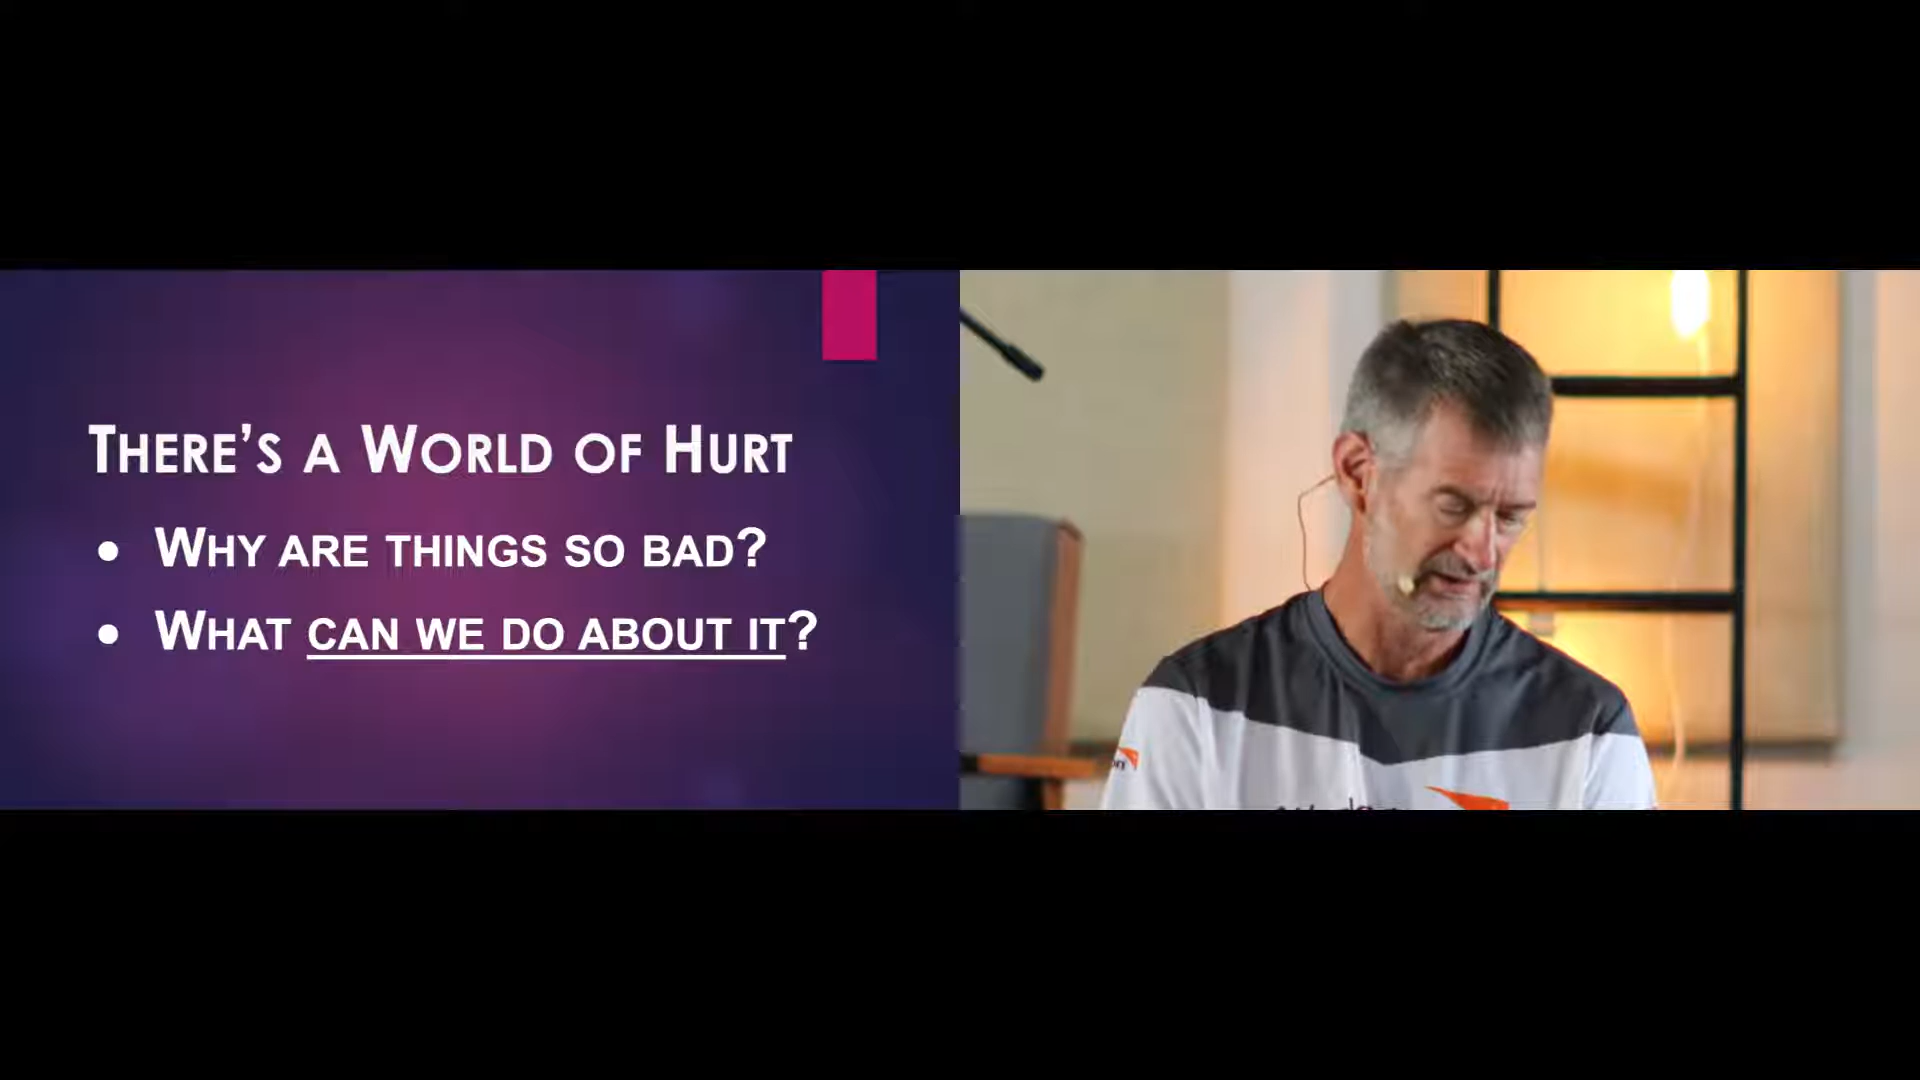 There's a World of Hurt
● Why are things so bad?
● What can we do about it?